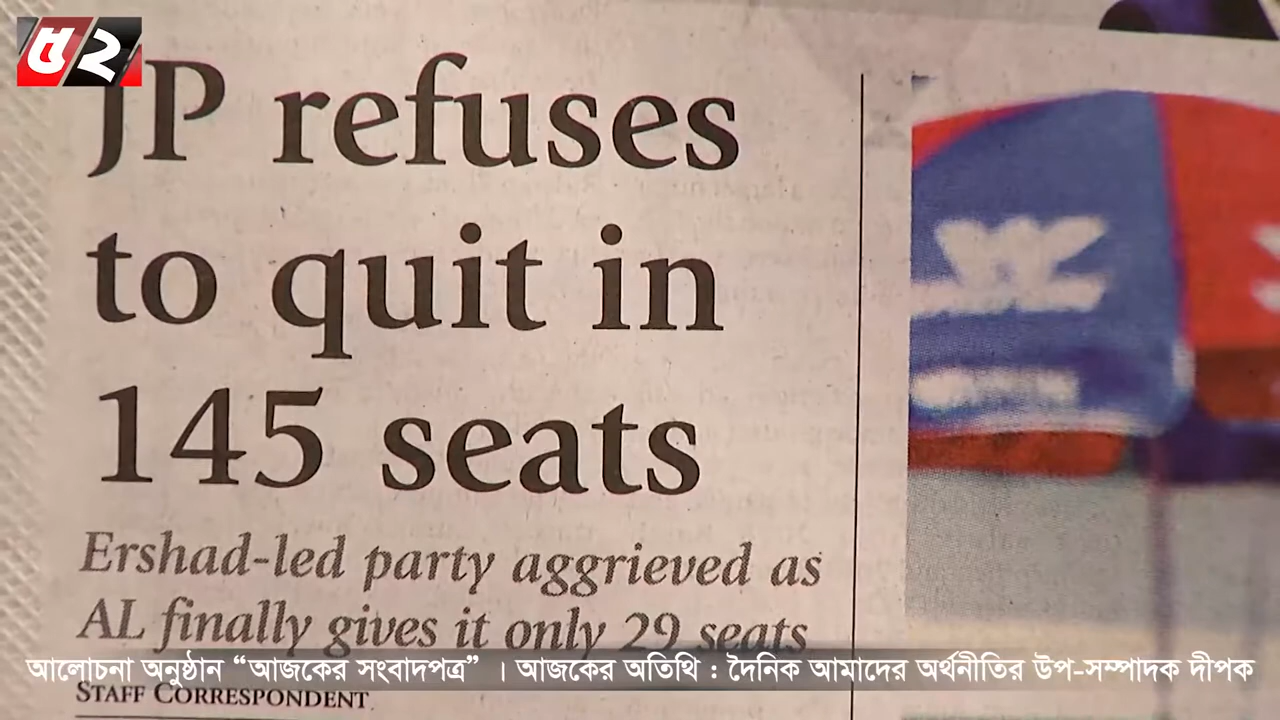 ৫২
JP refuses
to quit in
145 seats
Ershad-led party aggrieved as
AL finally gives it only 29 seats
আলোচনা অনুষ্ঠান “আজকের সংবাদপত্র” । আজকের অতিথি : দৈনিক আমাদের অর্থনীতির উপ-সম্পাদক দীপক
STAFF CORRESPONDENT